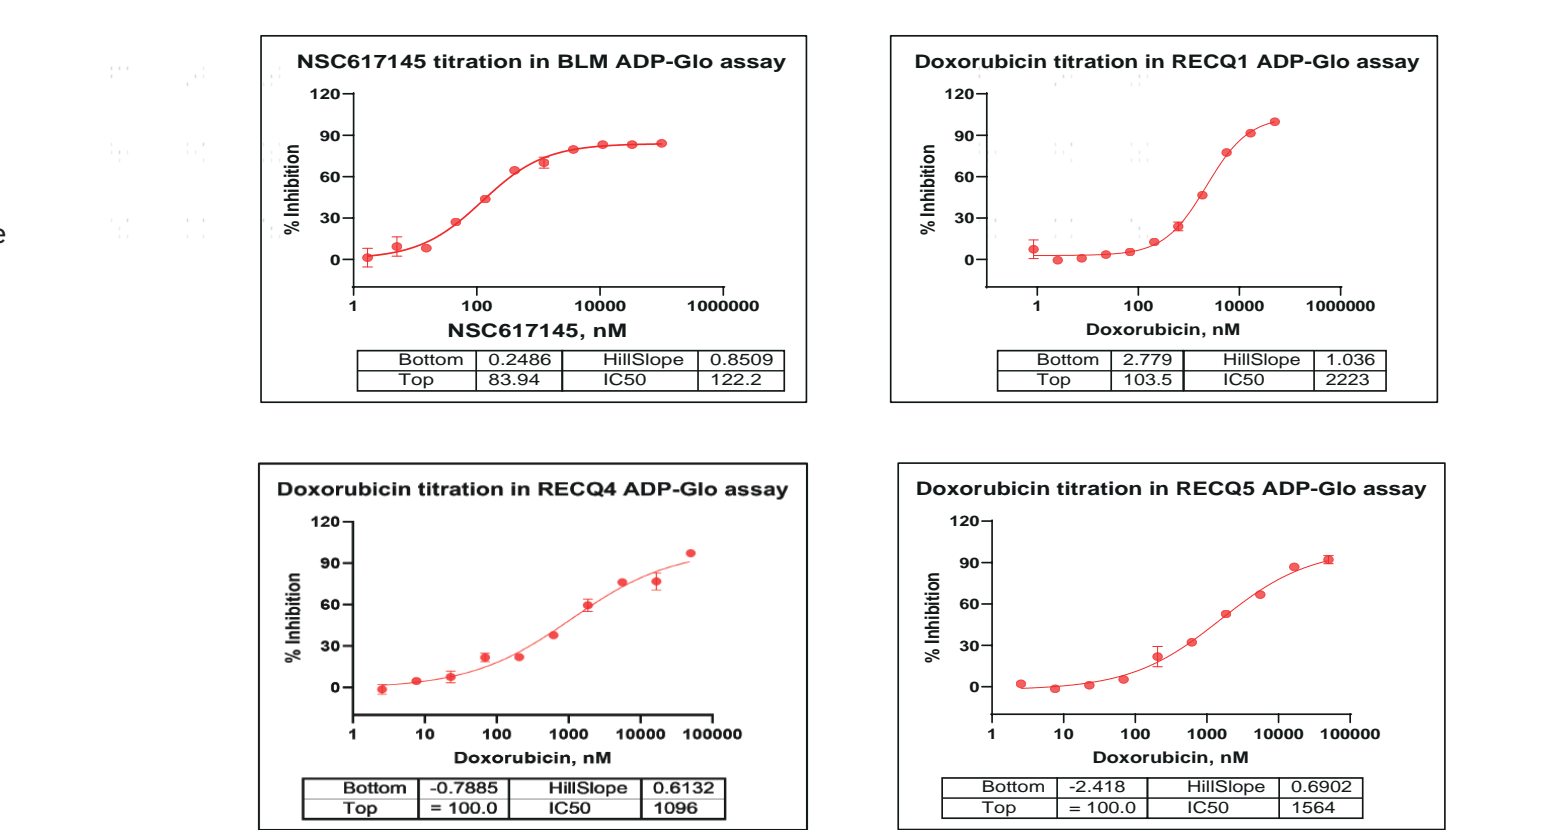 NSC617145 titration in BLM ADP-Glo assay
120
90
60
30
0
% Inhibition
1 100 10000 1000000
NSC617145, nM
Bottom 0.2486 HillSlope 0.8509
Top 83.94 IC50 122.2
Doxorubicin titration in RECQ1 ADP-Glo assay
120
90
60
30
0
% Inhibition
1 100 10000 1000000
Doxorubicin, nM
Bottom 2.779 HillSlope 1.036
Top 103.5 IC50 2223
e
Doxorubicin titration in RECQ4 ADP-Glo assay
120
90
60
30
0
% Inhibition
1 10 100 1000 10000 100000
Doxorubicin, nM
Bottom -0.7885 HillSlope 0.6132
Top = 100.0 IC50 1096
Doxorubicin titration in RECQ5 ADP-Glo assay
120
90
60
30
0
% Inhibition
1 10 100 1000 10000 100000
Doxorubicin, nM
Bottom -2.418 HillSlope 0.6902
Top = 100.0 IC50 1564